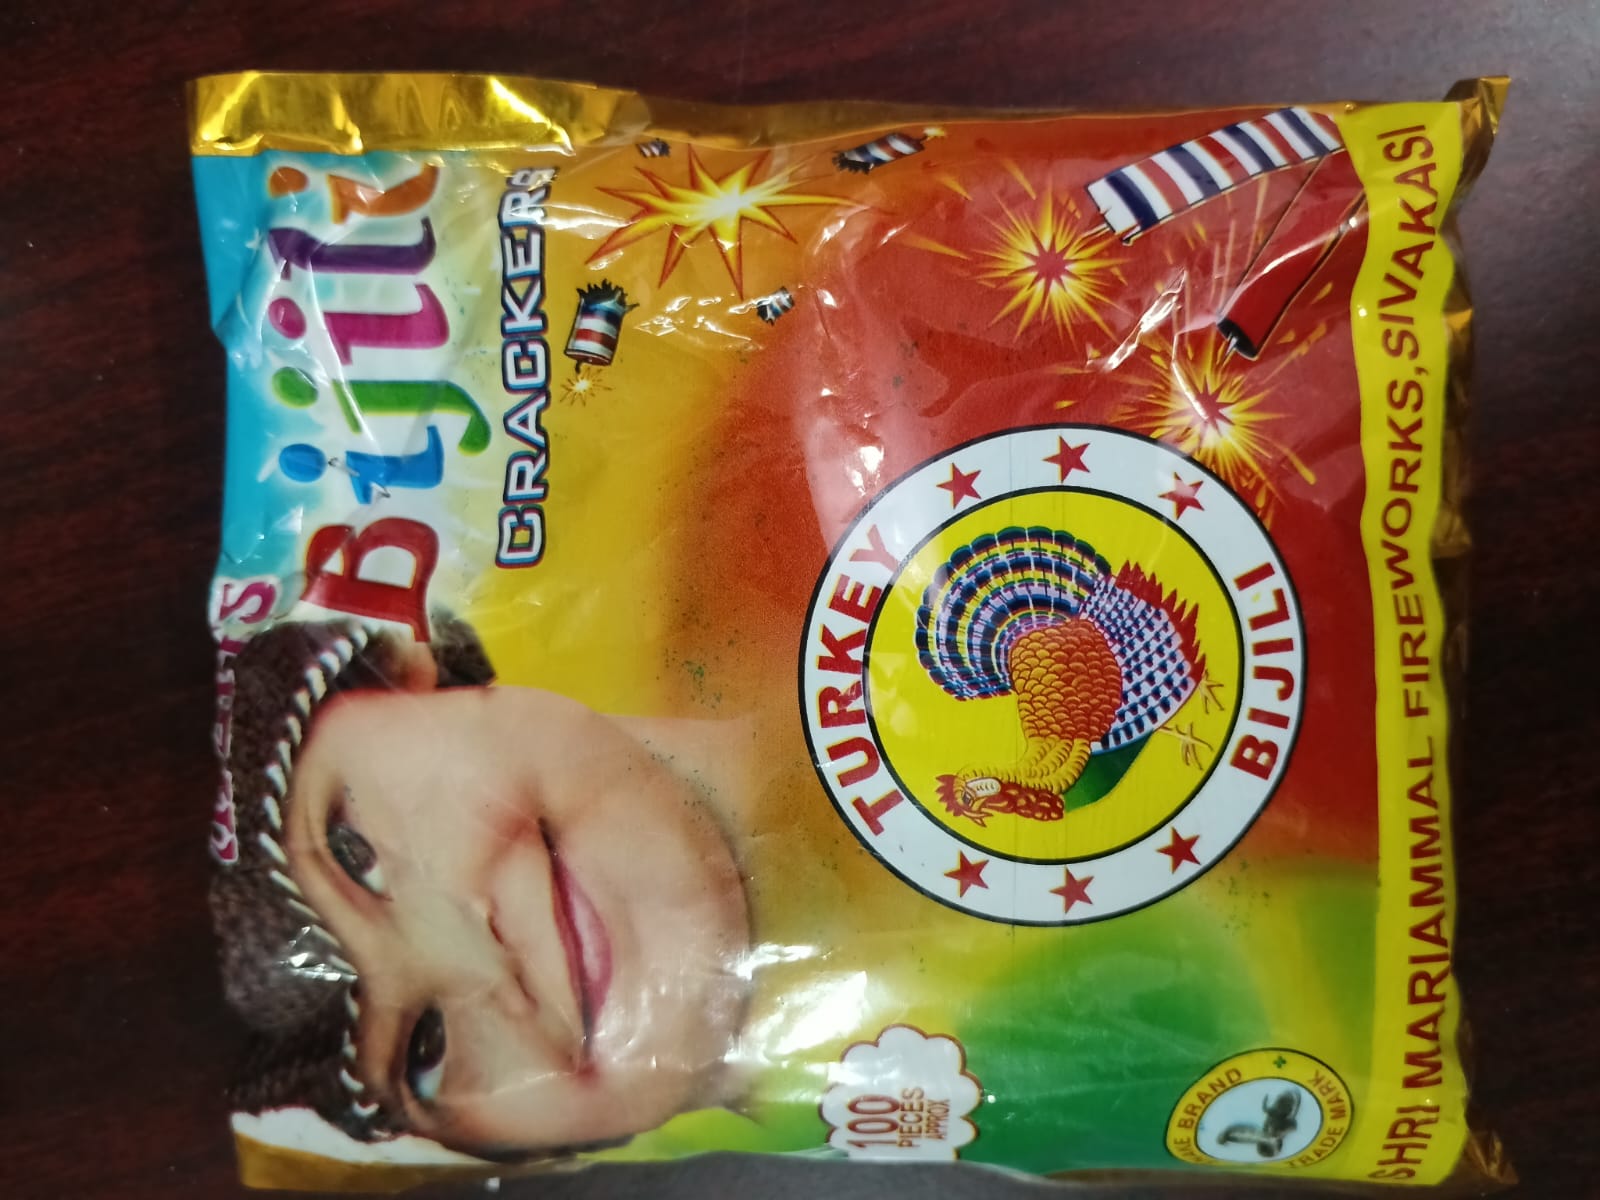 Bijili
CRACKERS
TURKEY
BIJILI
100
PIECES
APPROX
BRAND
TRADE MARK
SHRI MARIAMMAL FIREWORKS, SIVAKASI